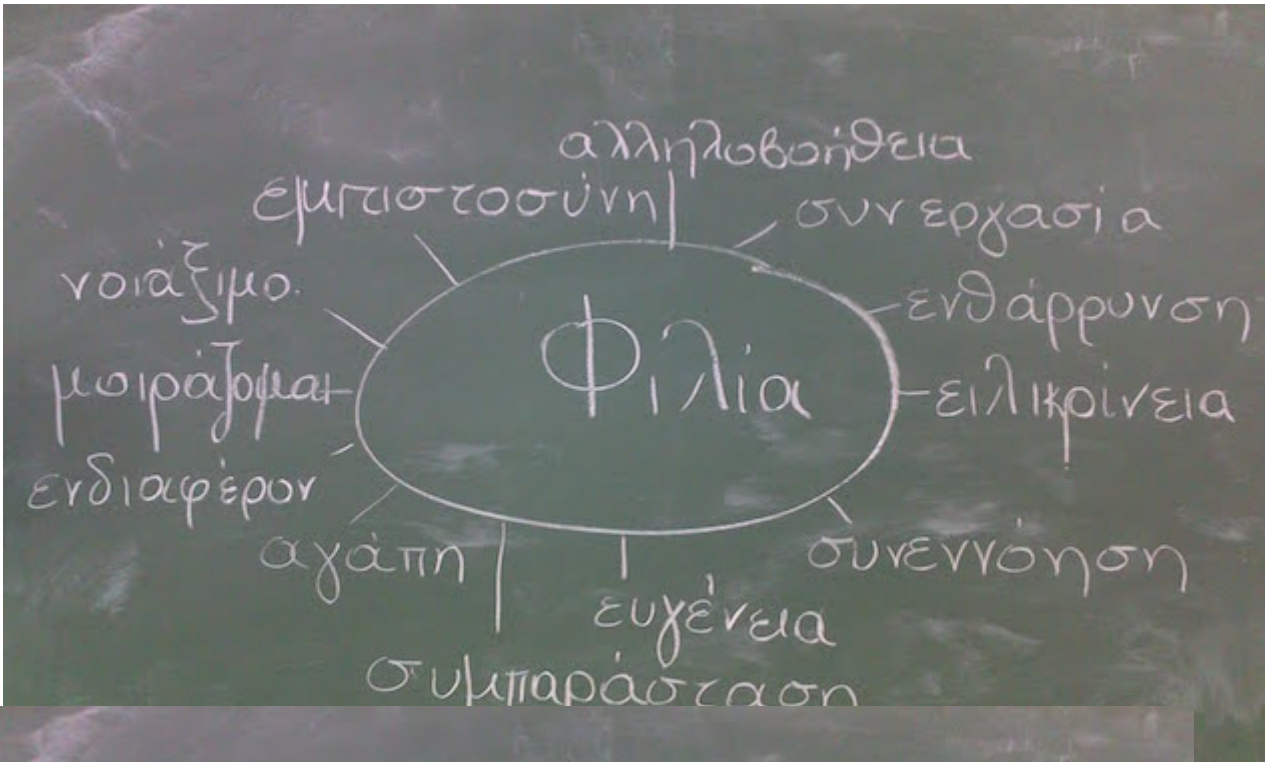 αλληλοβοήθεια
εμπιστοσύνη
συνεργασία
νοιάξιμο.
ενθάρρυνση
Φιλία
μοιράζομαι
ειλικρίνεια
ενδιαφέρον
αγάπη
συνεννόηση
ευγένεια
συμπαράσταση